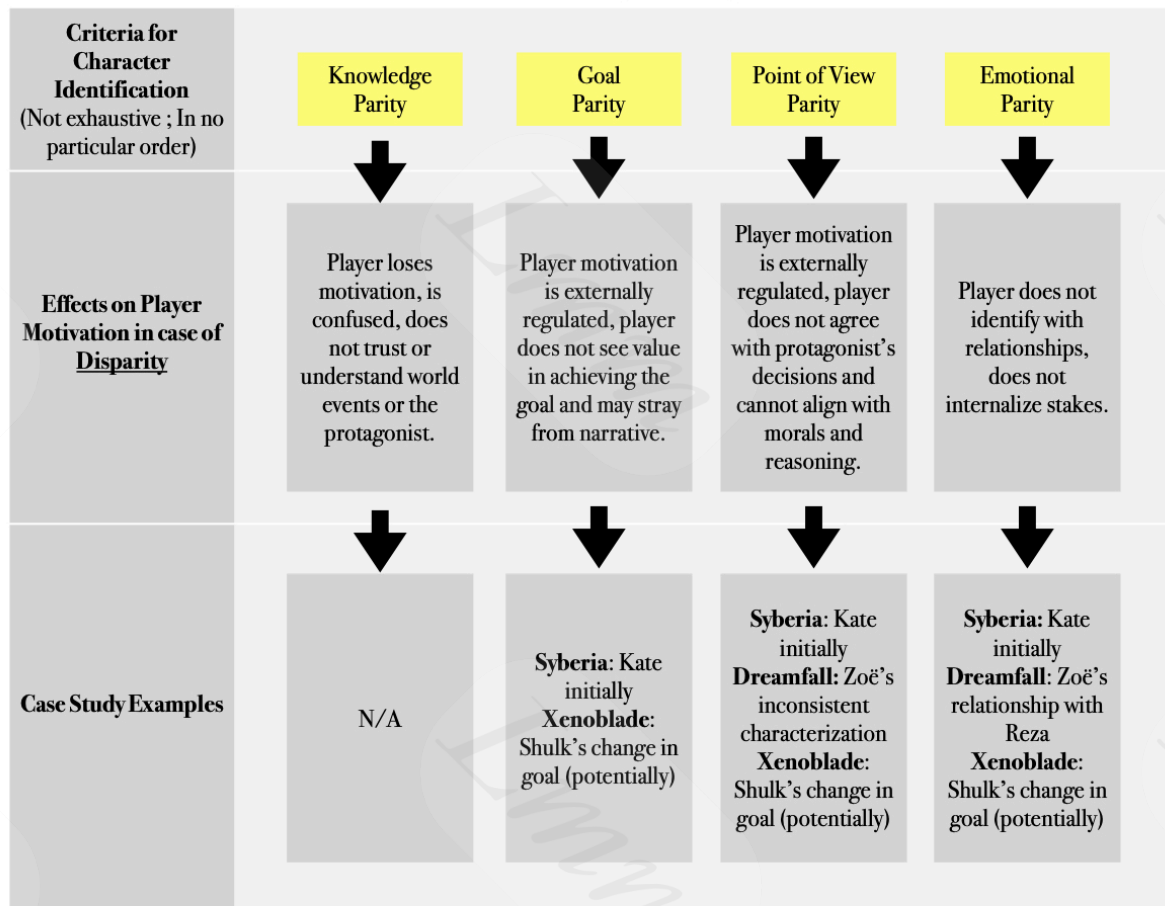 Criteria for
Character
Identification
(Not exhaustive ; In no
particular order)
Knowledge
Parity
Goal
Parity
Point of View
Parity
Emotional
Parity
Effects on Player
Motivation in case of
Disparity
Player loses
motivation, is
confused, does
not trust or
understand world
events or the
protagonist.
Player motivation
is externally
regulated, player
does not see value
in achieving the
goal and may stray
from narrative.
Player motivation
is externally
regulated, player
does not agree
with protagonist's
decisions and
cannot align with
morals and
reasoning.
Player does not
identify with
relationships,
does not
internalize stakes.
Case Study Examples
N/A
Syberia: Kate
initially
Xenoblade:
Shulk's change in
goal (potentially)
Syberia: Kate
initially
Dreamfall: Zoë's
inconsistent
characterization
Xenoblade:
Shulk's change in
goal (potentially)
Syberia: Kate
initially
Dreamfall: Zoë's
relationship with
Reza
Xenoblade:
Shulk's change in
goal (potentially)